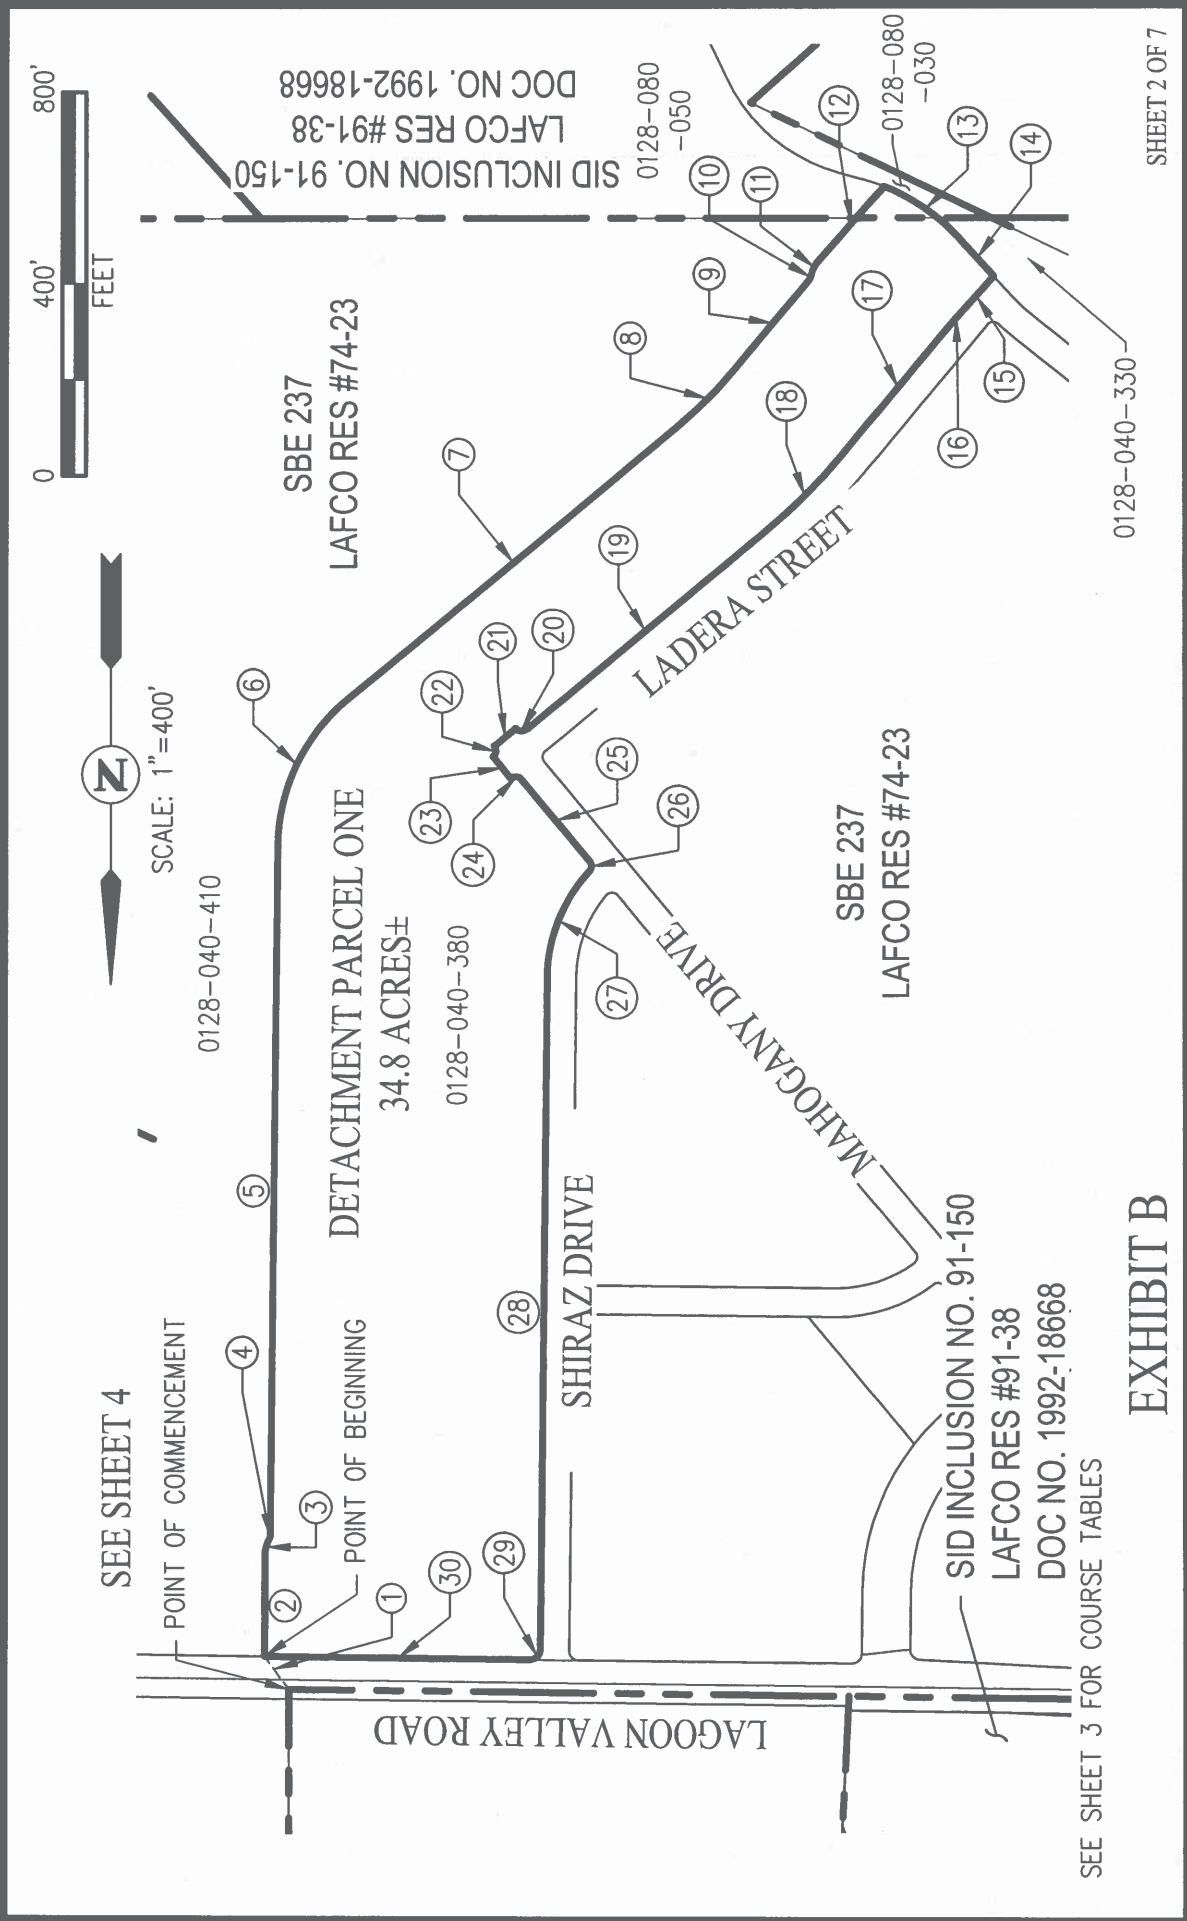 SEE SHEET 4
POINT OF COMMENCEMENT
N
SCALE: 1"=400'
0
400'
800'
FEET
SID INCLUSION NO. 91-150
LAFCO RES #91-38
DOC NO. 1992-18668
0128-040-410
SBE 237
LAFCO RES #74-23
0128-080
-050
0128-080
-030
DETACHMENT PARCEL ONE
34.8 ACRES±
0128-040-380
POINT OF BEGINNING
1
2
3
4
5
6
7
8
9
10
11
12
13
14
15
16
17
18
19
20
21
22
23
24
25
26
27
28
29
30
LAGOON VALLEY ROAD
SHIRAZ DRIVE
MAHOGANY DRIVE
LADERA STREET
SBE 237
LAFCO RES #74-23
0128-040-330
SID INCLUSION NO. 91-150
LAFCO RES #91-38
DOC NO. 1992-18668
SEE SHEET 3 FOR COURSE TABLES
EXHIBIT B
SHEET 2 OF 7